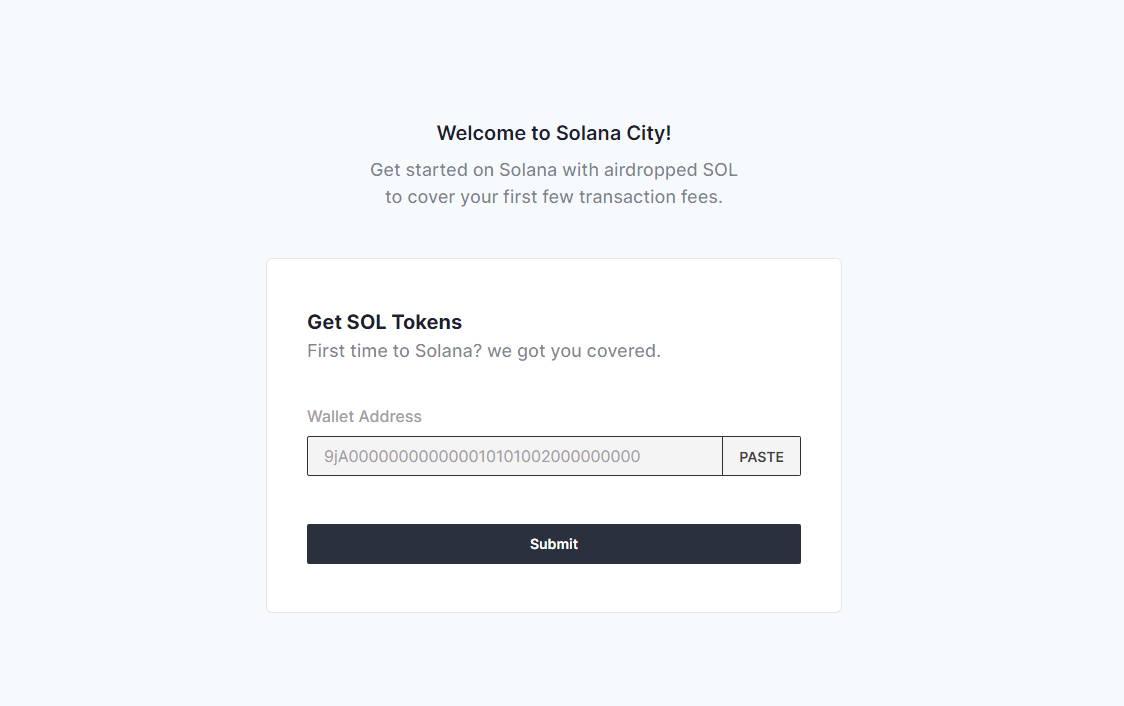 Welcome to Solana City!
Get started on Solana with airdropped SOL
to cover your first few transaction fees.
Get SOL Tokens
First time to Solana? we got you covered.
Wallet Address
9jA0000000000001010100200000000 PASTE
Submit